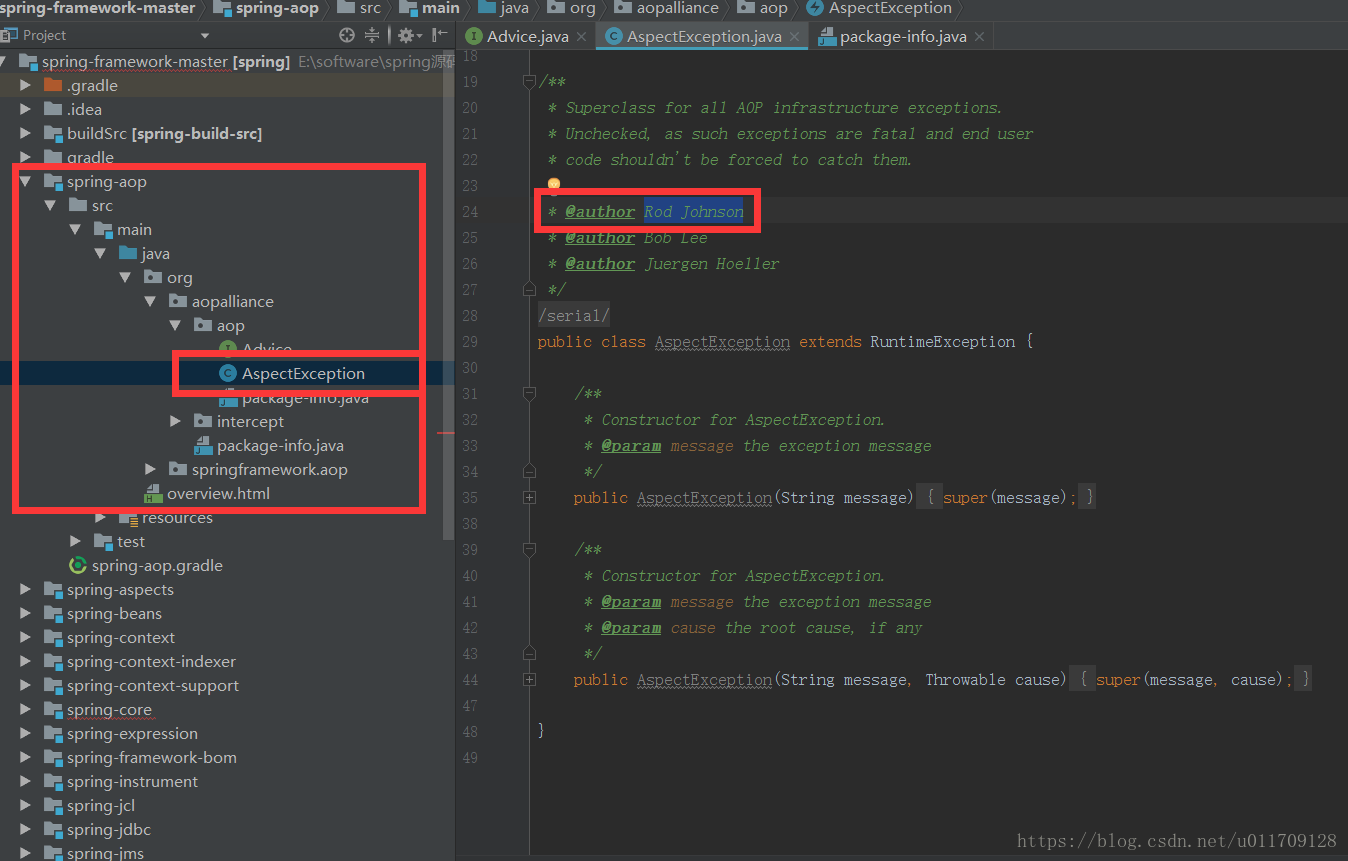 spring-framework-master spring-aop src main java org aopalliance aop AspectException
Project
Advice.java AspectException.java package-info.java
spring-framework-master [spring] E:\software\spring源码
.gradle
.idea
buildSrc [spring-build-src]
gradle
spring-aop
src
main
java
org
aopalliance
aop
Advice
AspectException
package-info.java
intercept
package-info.java
springframework.aop
overview.html
resources
test
spring-aop.gradle
spring-aspects
spring-beans
spring-context
spring-context-indexer
spring-context-support
spring-core
spring-expression
spring-framework-bom
spring-instrument
spring-jcl
spring-jdbc
spring-jms
18
19 /**
20 * Superclass for all AOP infrastructure exceptions.
21 * Unchecked, as such exceptions are fatal and end user
22 * code shouldn't be forced to catch them.
23
24 * @author Rod Johnson
25 * @author Bob Lee
26 * @author Juergen Hoeller
27 */
28 /serial/
29 public class AspectException extends RuntimeException {
30
31 /**
32 * Constructor for AspectException.
33 * @param message the exception message
34 */
35 public AspectException(String message) { super(message); }
38
39 /**
40 * Constructor for AspectException.
41 * @param message the exception message
42 * @param cause the root cause, if any
43 */
44 public AspectException(String message, Throwable cause) { super(message, cause); }
47
48 }
49
https://blog.csdn.net/u011709128